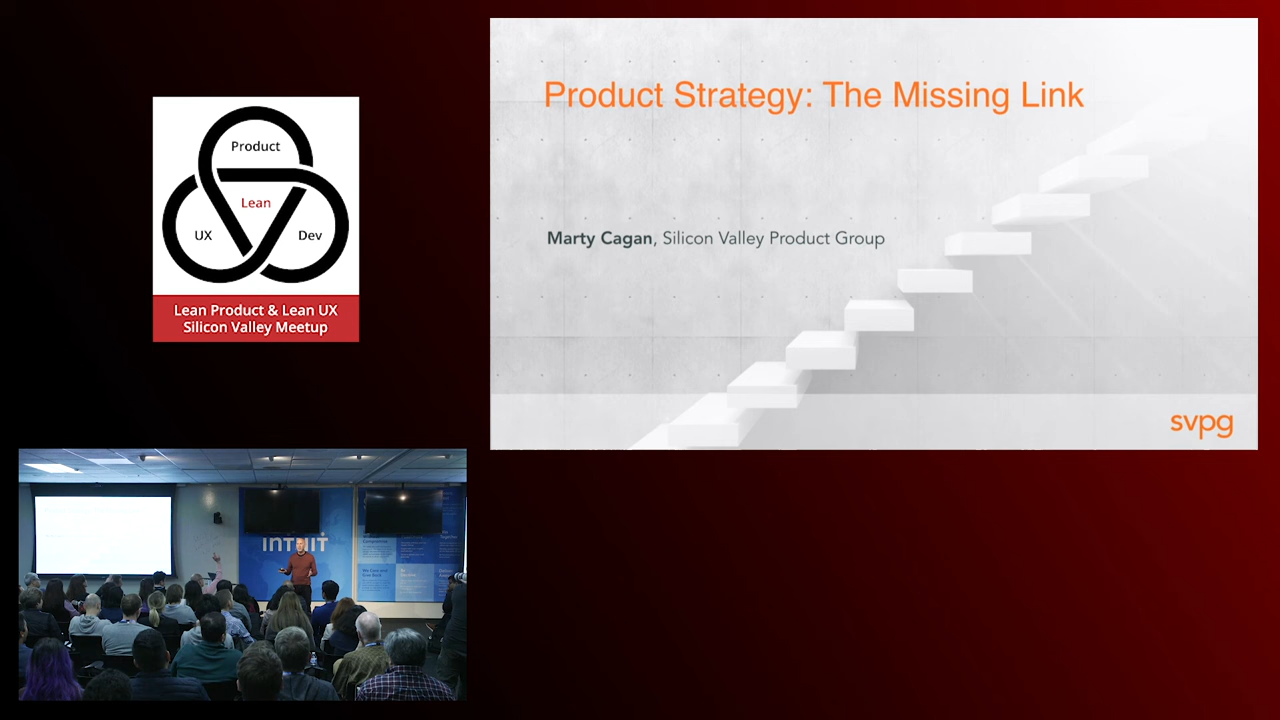 Product
Lean
UX
Dev
Lean Product & Lean UX
Silicon Valley Meetup
Product Strategy: The Missing Link
Marty Cagan, Silicon Valley Product Group
svpg
INTUIT